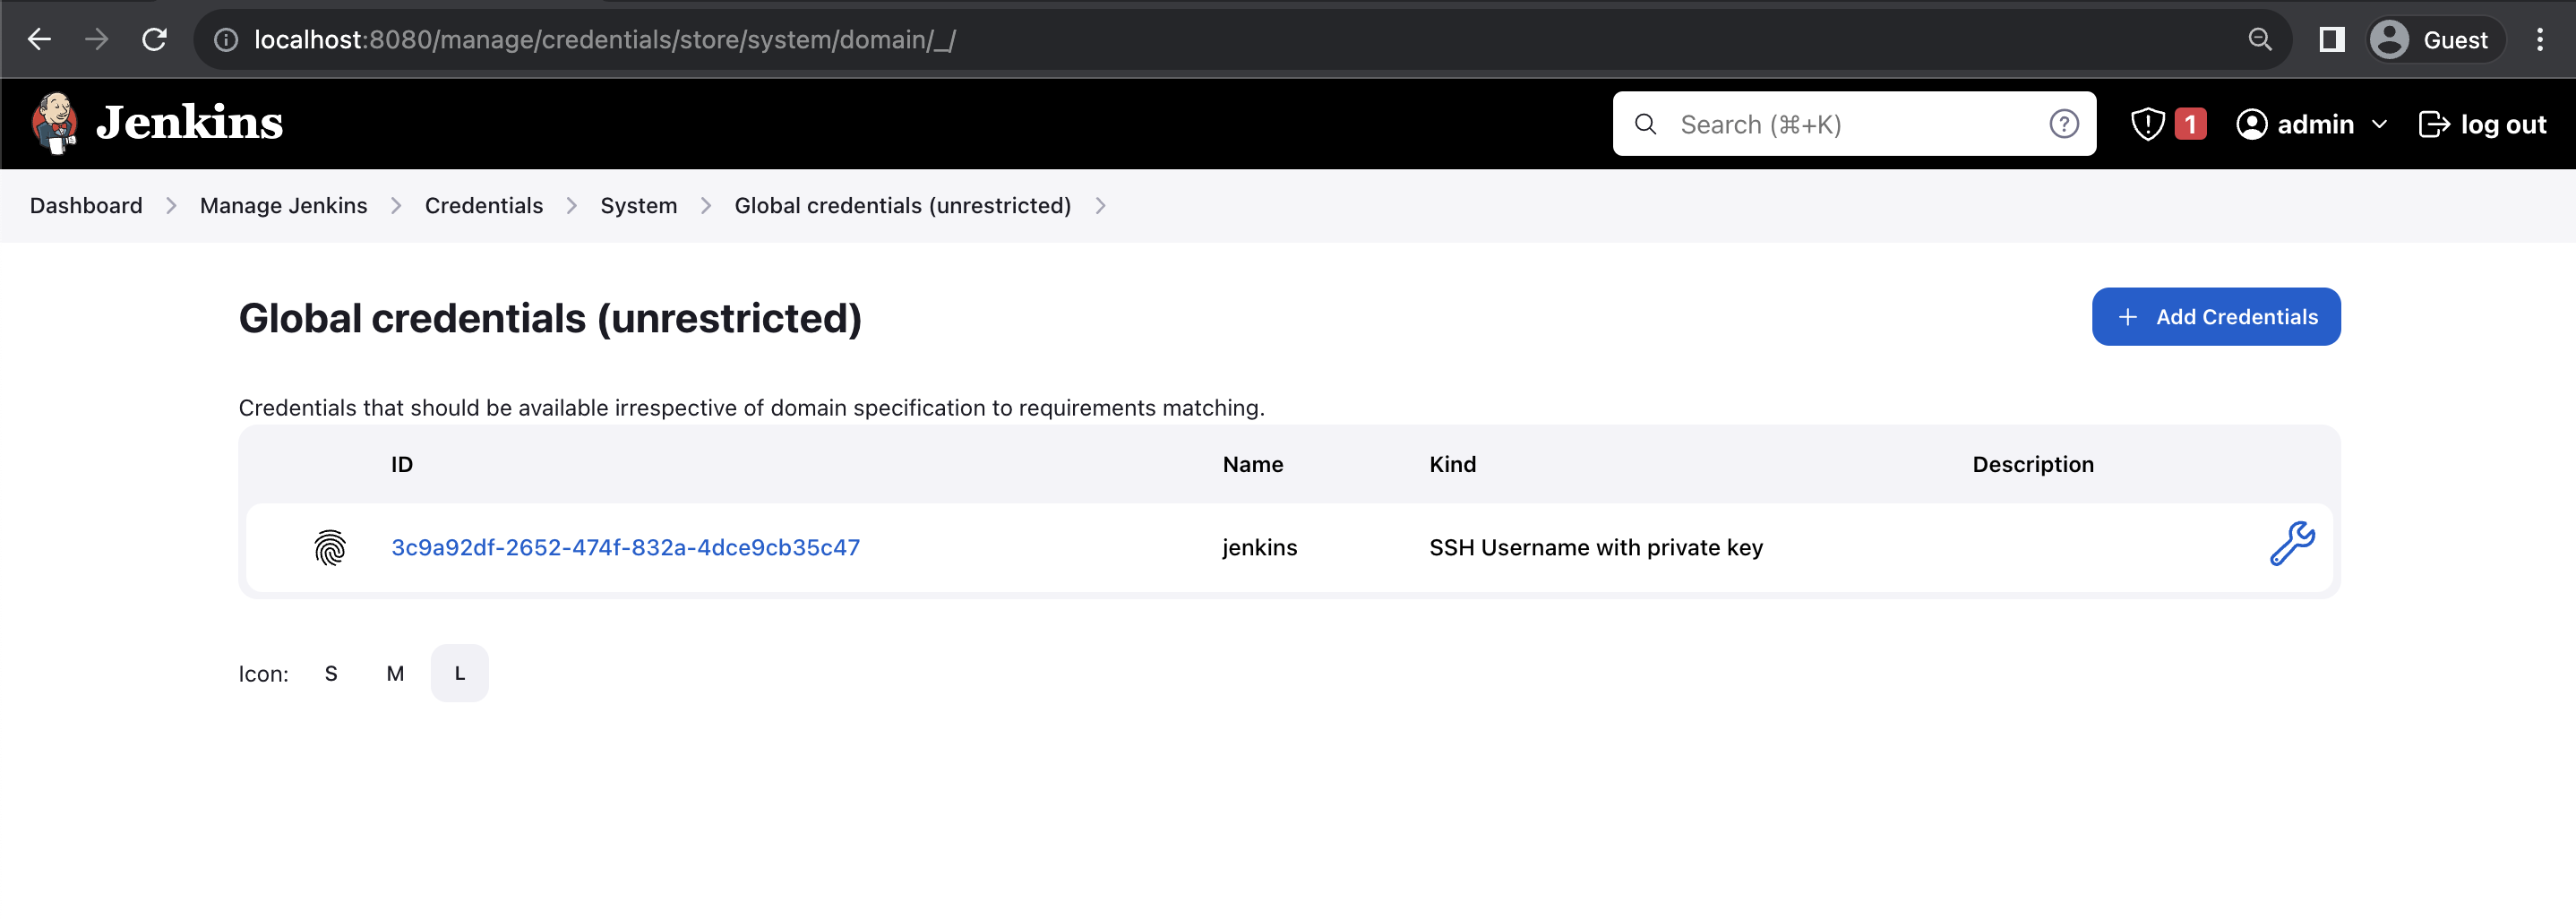 localhost:8080/manage/credentials/store/system/domain/_/
Guest
Jenkins
Search (⌘+K)
1
admin
log out
Dashboard
Manage Jenkins
Credentials
System
Global credentials (unrestricted)
Global credentials (unrestricted)
Add Credentials
Credentials that should be available irrespective of domain specification to requirements matching.
ID Name Kind Description
3c9a92df-2652-474f-832a-4dce9cb35c47 jenkins SSH Username with private key
Icon: S M L